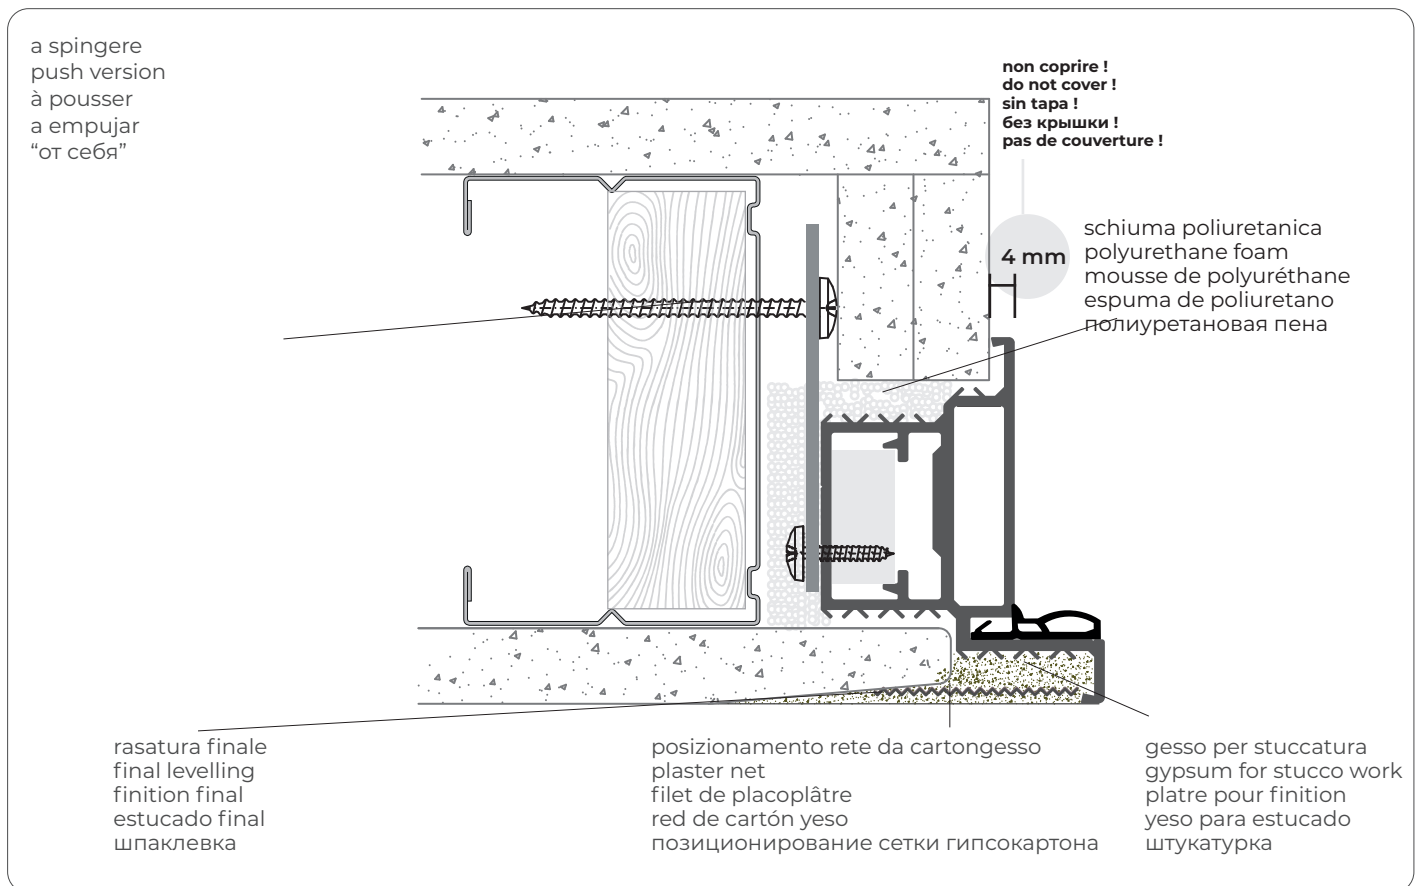 a spingere
push version
à pousser
a empujar
“от себя”
non coprire !
do not cover !
sin tapa !
без крышки !
pas de couverture !
4 mm
schiuma poliuretanica
polyurethane foam
mousse de polyuréthane
espuma de poliuretano
полиуретановая пена
rasatura finale
final levelling
finition final
estucado final
шпаклевка
posizionamento rete da cartongesso
plaster net
filet de placoplâtre
red de cartón yeso
позиционирование сетки гипсокартона
gesso per stuccatura
gypsum for stucco work
platre pour finition
yeso para estucado
штукатурка